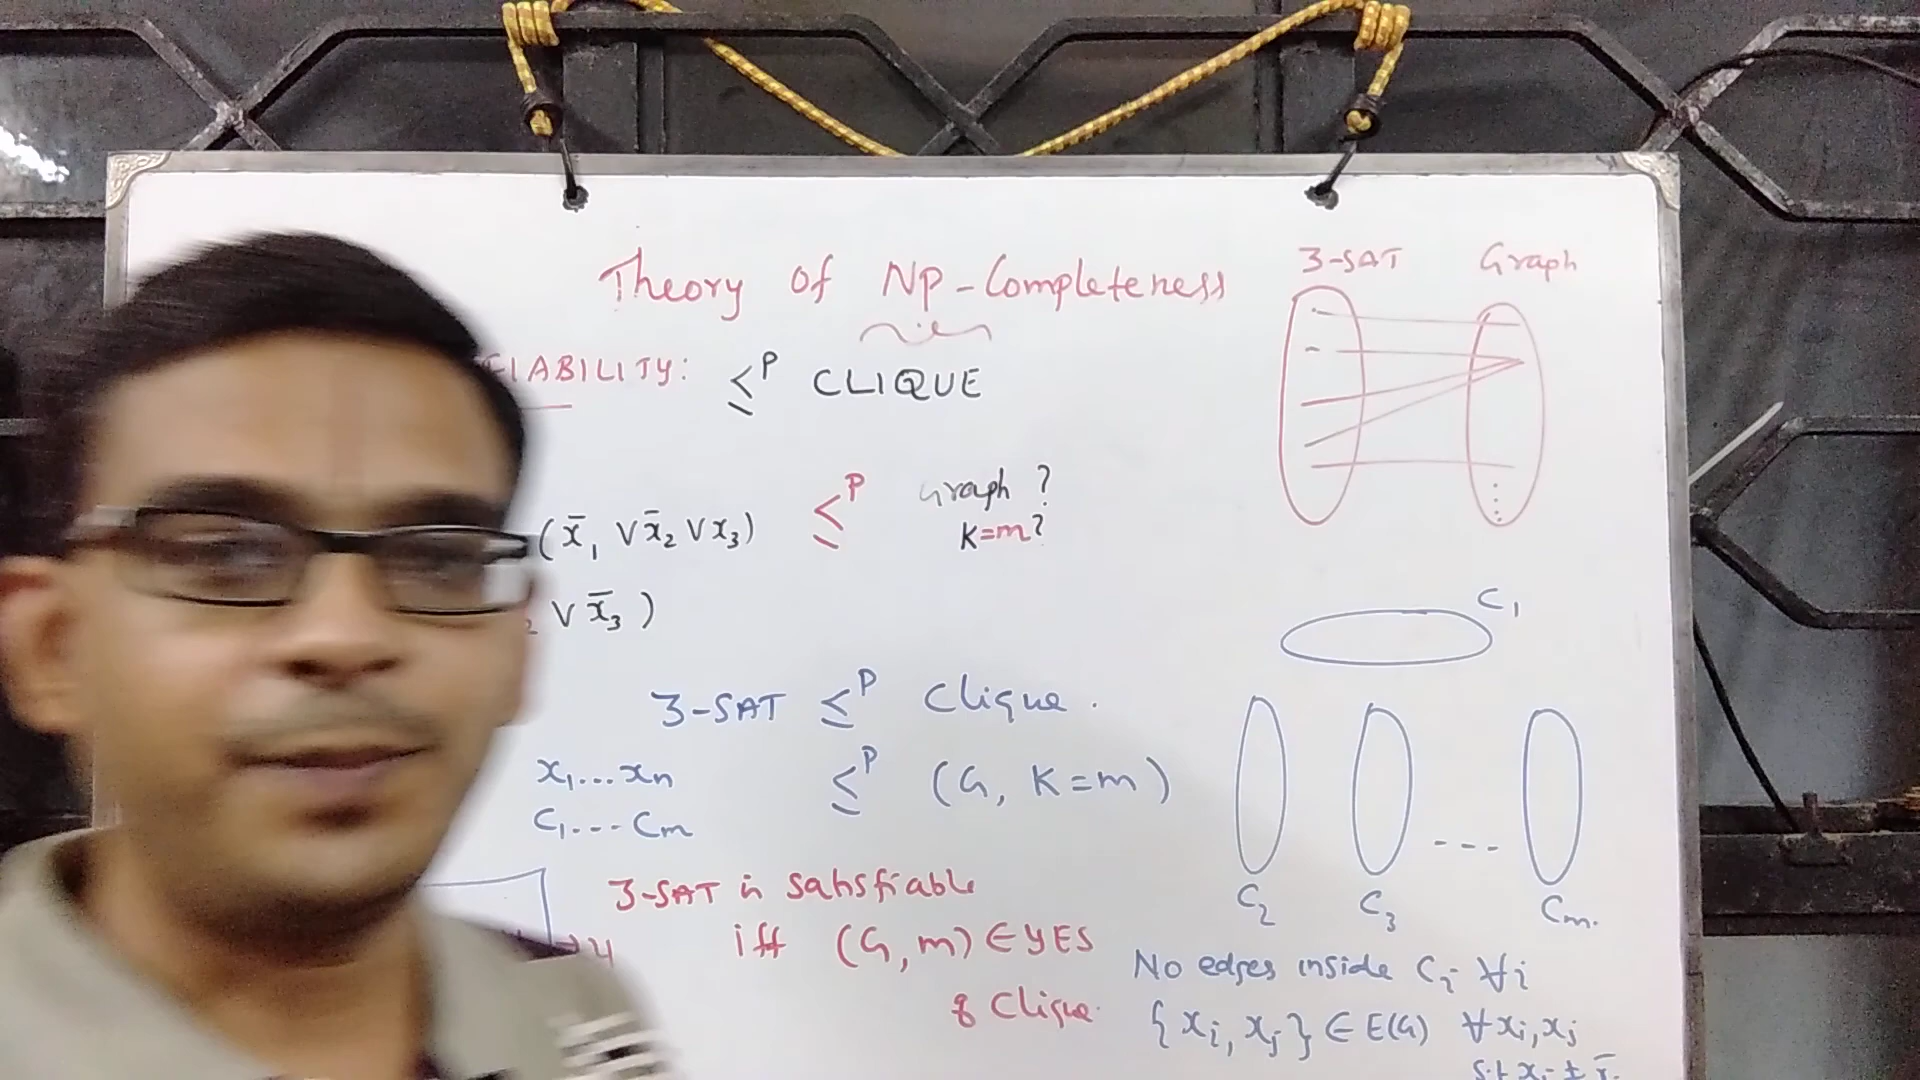 Theory of NP-Completeness
FIABILITY: ≤ᴾ CLIQUE
(x̄₁ ∨ x̄₂ ∨ x₃) ≤ᴾ Graph ?
K=m?
₂ ∨ x̄₃ )
3-SAT ≤ᴾ Clique.
x₁...xₙ ≤ᴾ (G, K=m)
C₁...Cₘ
3-SAT is satisfiable
iff (G, m) ∈ YES
of Clique.
3-SAT Graph
C₁
C₂ C₃ --- Cₘ.
No edges inside Cᵢ ∀i
{xᵢ, xⱼ} ∈ E(G) ∀xᵢ,xⱼ